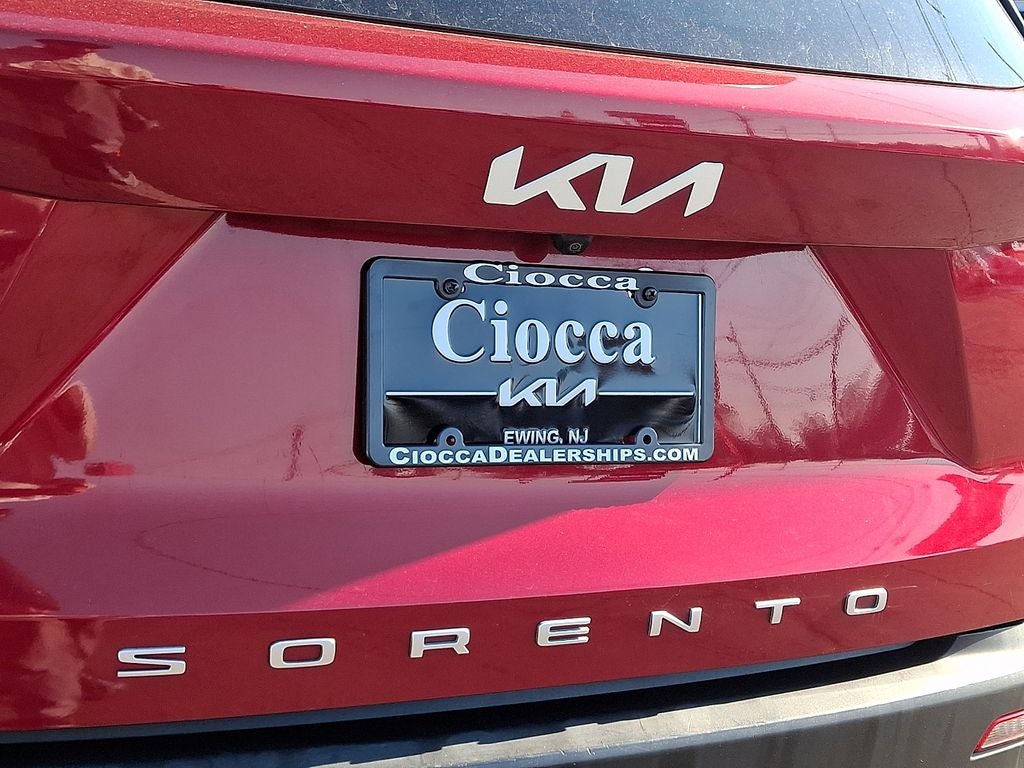 KIA
Ciocca
Ciocca
KIA
EWING, NJ
CIOCCADEALERSHIPS.COM
SORENTO